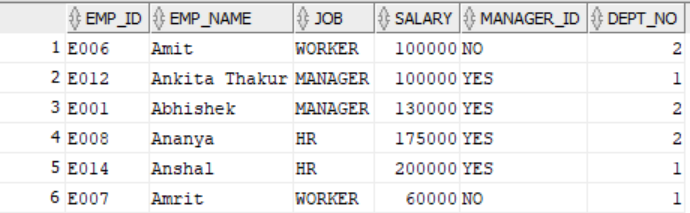 EMP_ID EMP_NAME JOB SALARY MANAGER_ID DEPT_NO
1 E006 Amit WORKER 100000 NO 2
2 E012 Ankita Thakur MANAGER 100000 YES 1
3 E001 Abhishek MANAGER 130000 YES 2
4 E008 Ananya HR 175000 YES 2
5 E014 Anshal HR 200000 YES 1
6 E007 Amrit WORKER 60000 NO 1